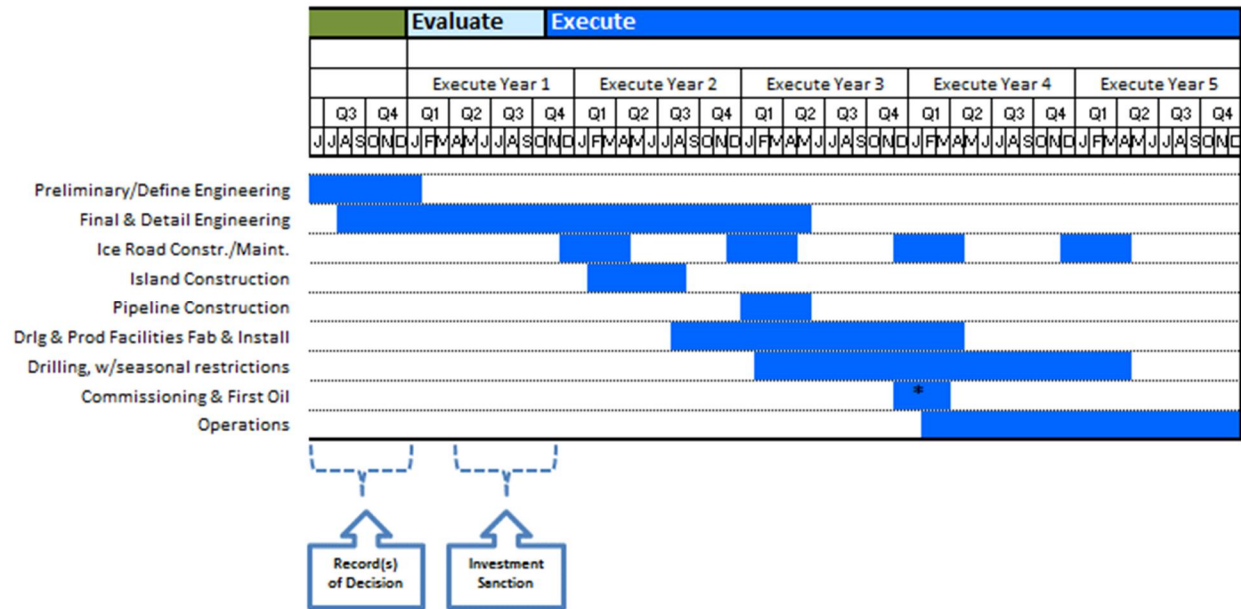 Evaluate Execute
Execute Year 1 Execute Year 2 Execute Year 3 Execute Year 4 Execute Year 5
Q3 Q4 Q1 Q2 Q3 Q4 Q1 Q2 Q3 Q4 Q1 Q2 Q3 Q4 Q1 Q2 Q3 Q4 Q1 Q2 Q3 Q4
J J A S O N D J F M A M J J A S O N D J F M A M J J A S O N D J F M A M J J A S O N D J F M A M J J A S O N D J F M A M J J A S O N D
Preliminary/Define Engineering
Final & Detail Engineering
Ice Road Constr./Maint.
Island Construction
Pipeline Construction
Drlg & Prod Facilities Fab & Install
Drilling, w/seasonal restrictions
Commissioning & First Oil *
Operations
Record(s)
of Decision
Investment
Sanction